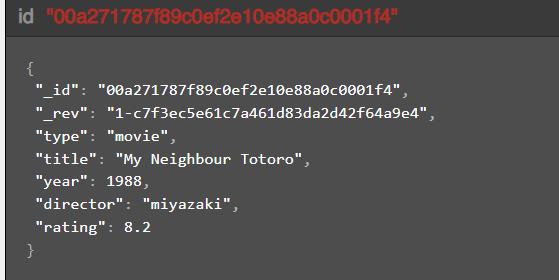 id "00a271787f89c0ef2e10e88a0c0001f4"
{
"_id": "00a271787f89c0ef2e10e88a0c0001f4",
"_rev": "1-c7f3ec5e61c7a461d83da2d42f64a9e4",
"type": "movie",
"title": "My Neighbour Totoro",
"year": 1988,
"director": "miyazaki",
"rating": 8.2
}